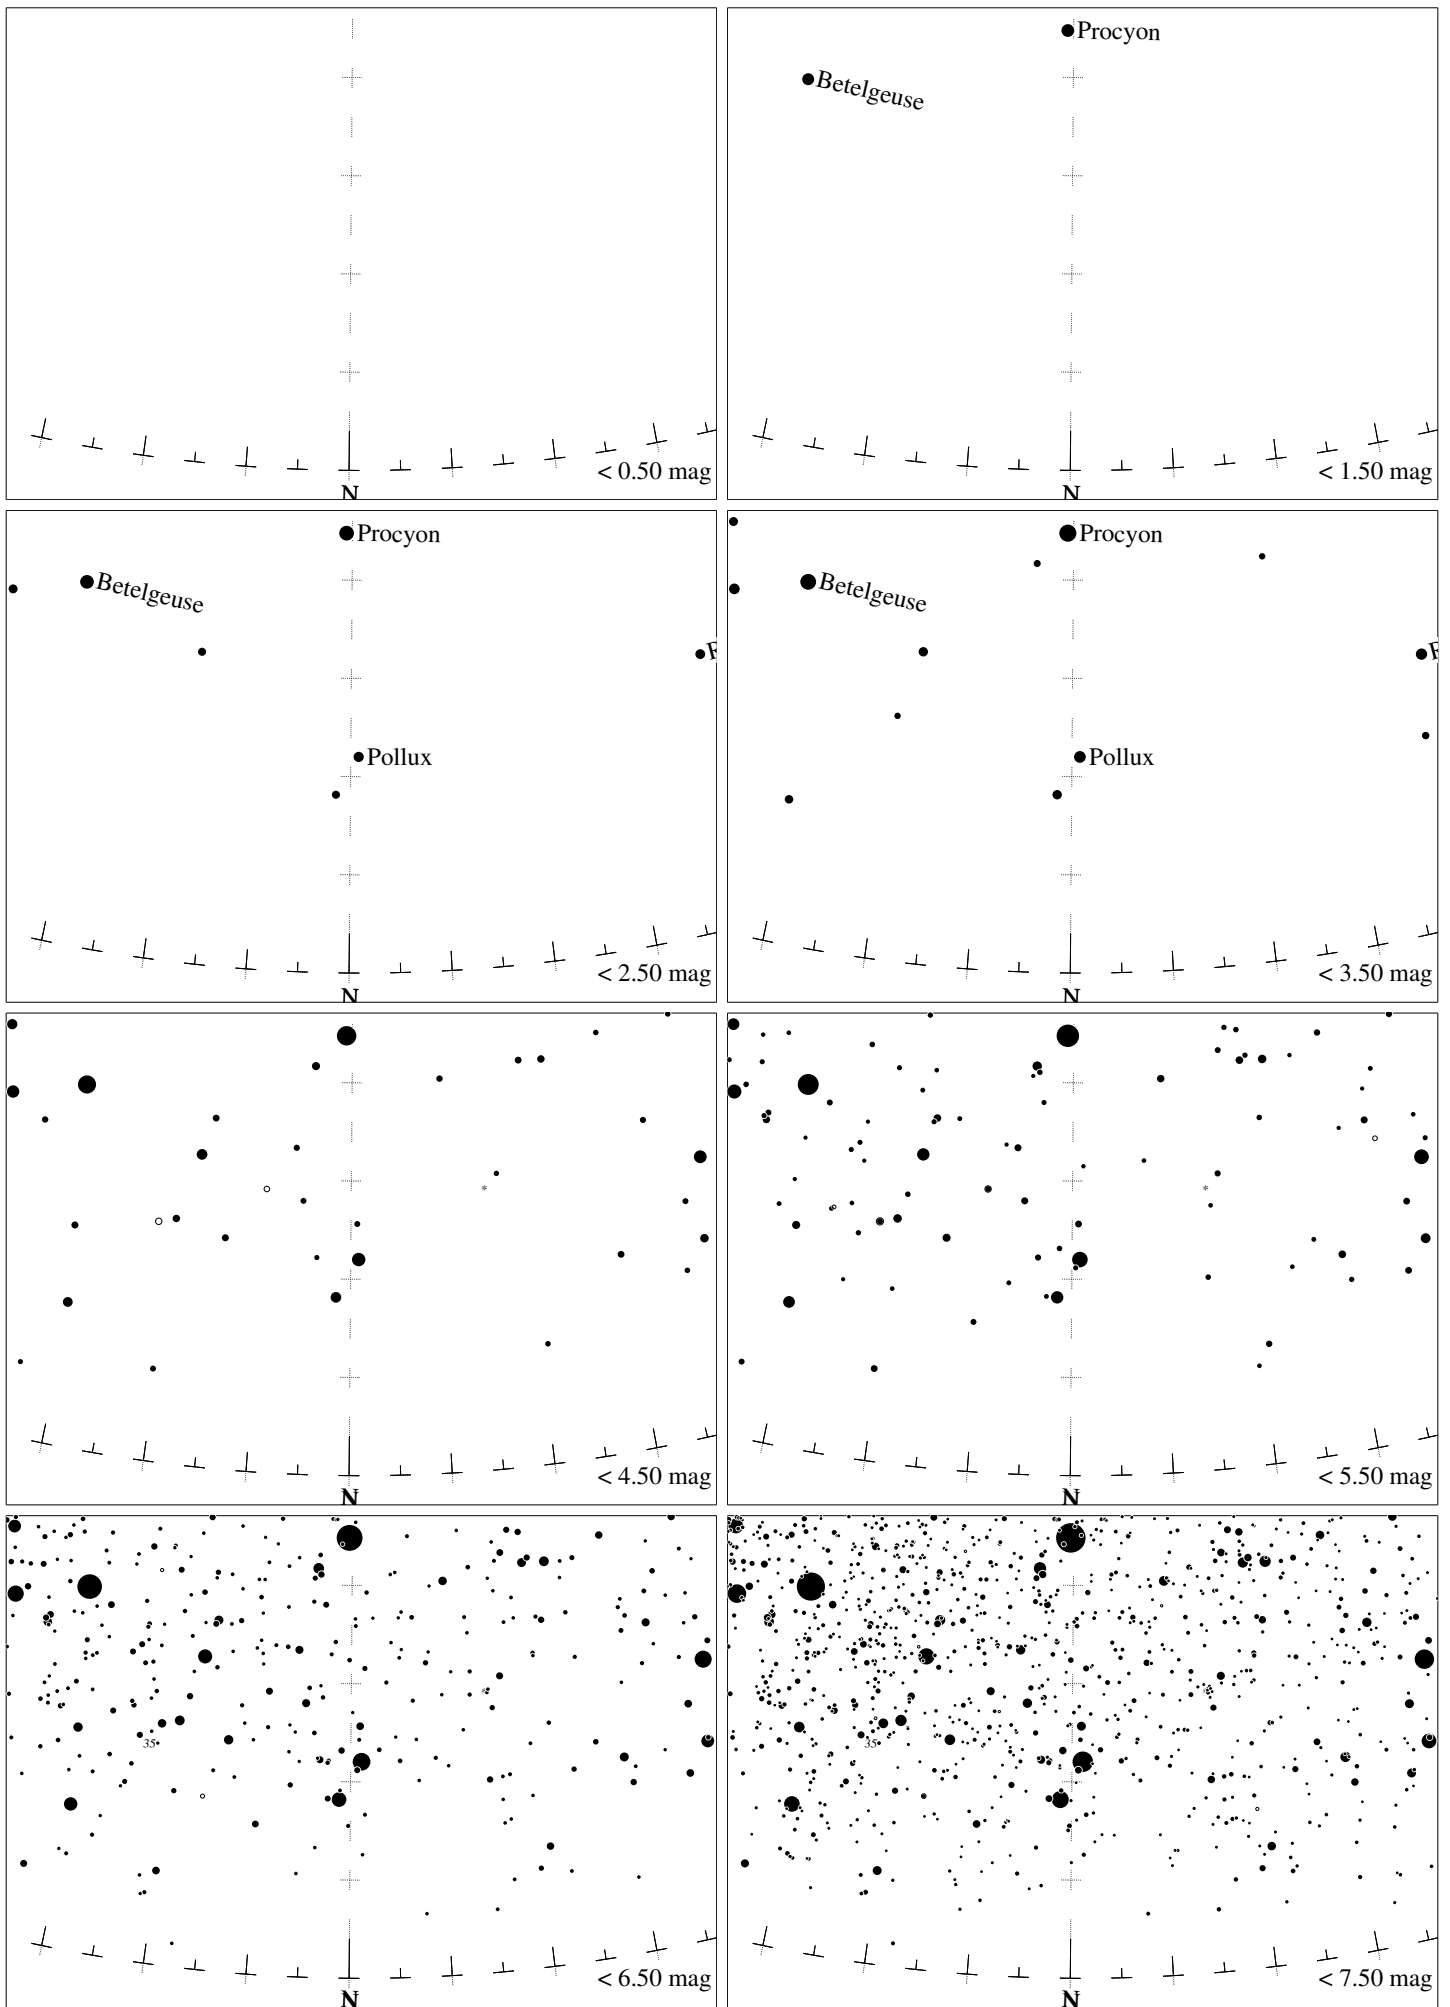 < 0.50 mag
N
Procyon
Betelgeuse
< 1.50 mag
N
Procyon
Betelgeuse
Pollux
< 2.50 mag
N
Procyon
Betelgeuse
Pollux
< 3.50 mag
N
< 4.50 mag
N
< 5.50 mag
N
35
< 6.50 mag
N
35
< 7.50 mag
N